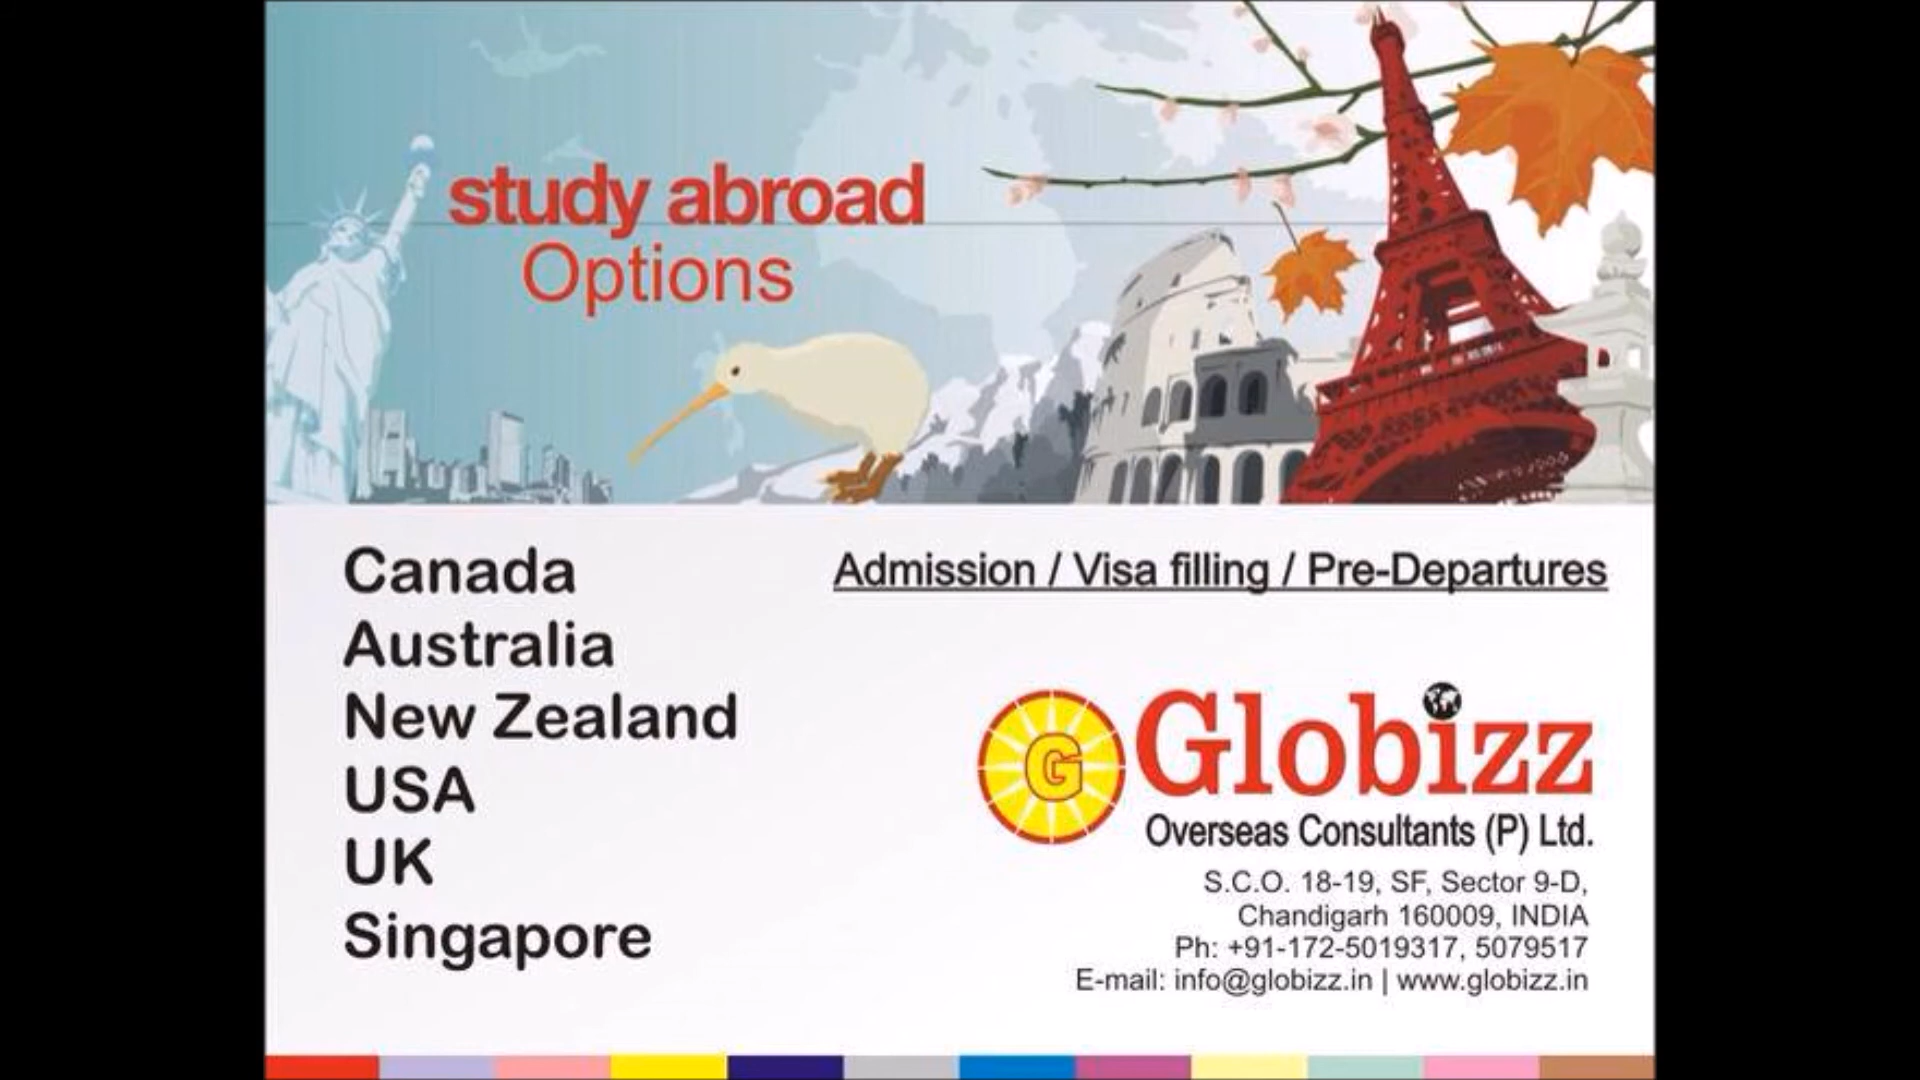 study abroad
Options
Canada
Australia
New Zealand
USA
UK
Singapore
Admission / Visa filling / Pre-Departures
G
Globizz
Overseas Consultants (P) Ltd.
S.C.O. 18-19, SF, Sector 9-D,
Chandigarh 160009, INDIA
Ph: +91-172-5019317, 5079517
E-mail: info@globizz.in | www.globizz.in